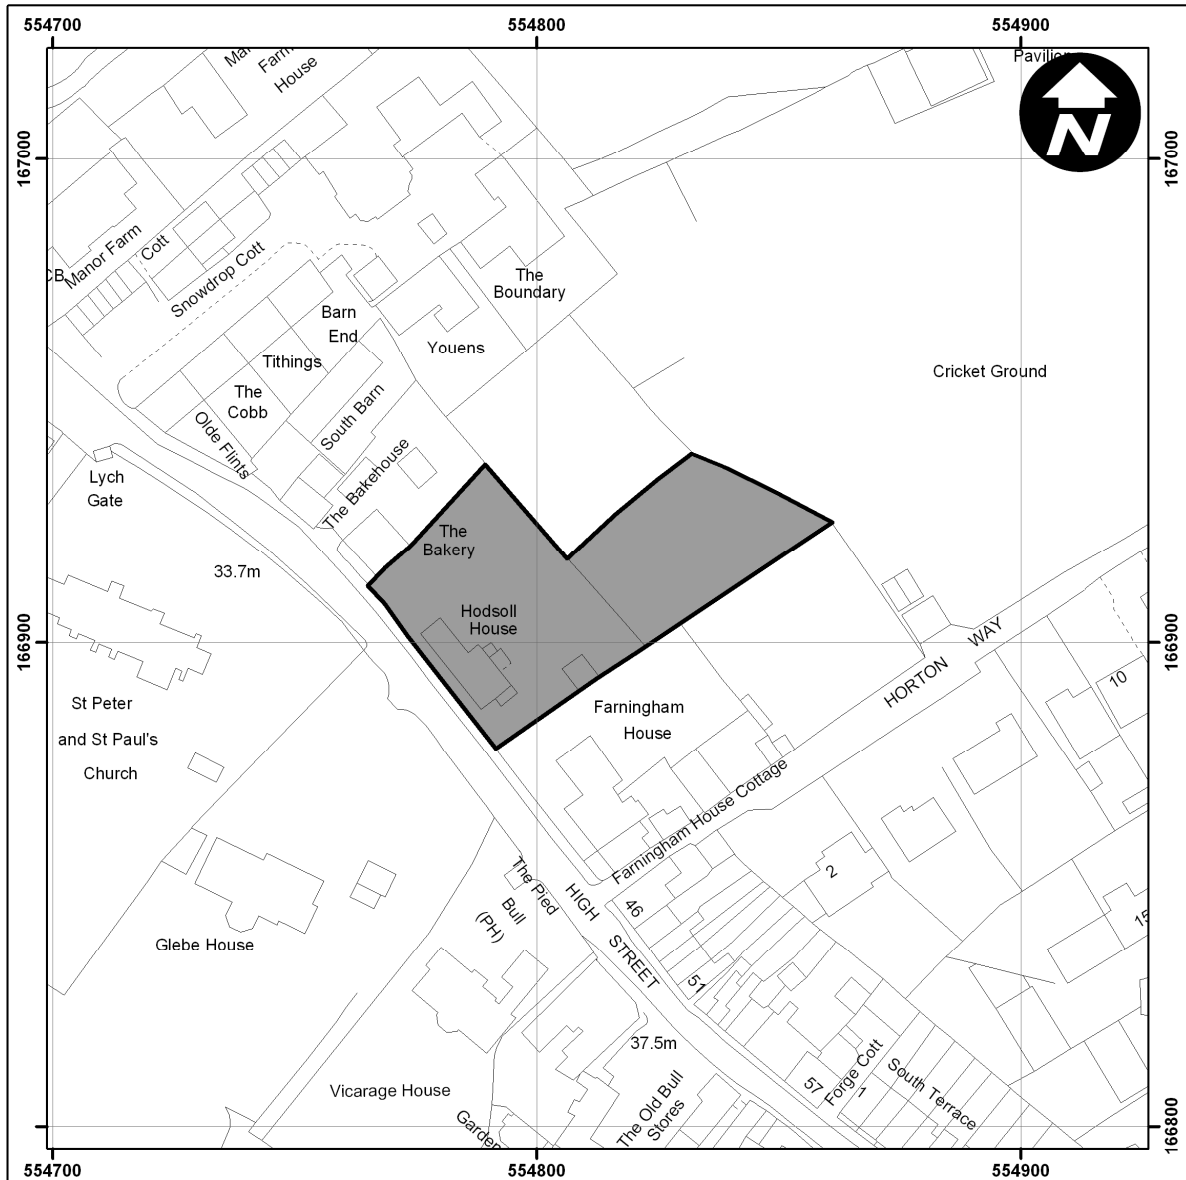 554700
554800
554900
Farm
House
Pavilion
N
167000
167000
Manor Farm
Cott
CB
Snowdrop Cott
The
Boundary
Barn
End
Youens
Tithings
The
Cobb
South Barn
Olde Flints
The Bakehouse
Cricket Ground
Lych
Gate
The
Bakery
33.7m
Hodsoll
House
166900
166900
HORTON WAY
10
St Peter
and St Paul's
Church
Farningham
House
Farningham House Cottage
The Pied
Bull
(PH)
HIGH
STREET
46
2
51
15
Glebe House
37.5m
Vicarage House
Garden
The Old Bull
Stores
57
Forge Cott
1
South Terrace
166800
554700
554800
554900